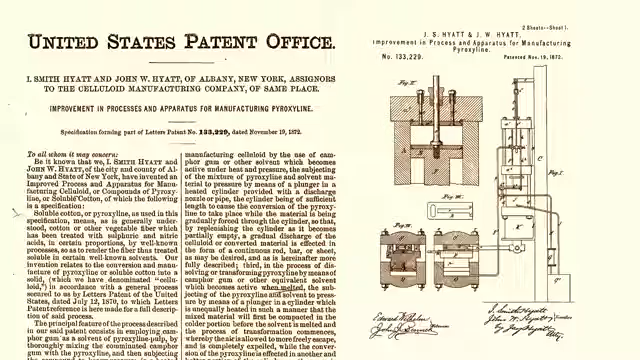 UNITED STATES PATENT OFFICE.
I. SMITH HYATT AND JOHN W. HYATT, OF ALBANY, NEW YORK, ASSIGNORS
TO THE CELLULOID MANUFACTURING COMPANY, OF SAME PLACE.
IMPROVEMENT IN PROCESSES AND APPARATUS FOR MANUFACTURING PYROXYLINE.
Specification forming part of Letters Patent No. 133,229, dated November 19, 1872.
To all whom it may concern:
Be it known that we, I. SMITH HYATT and
JOHN W. HYATT, of the city and county of Al-
bany and State of New York, have invented an
Improved Process and Apparatus for Manu-
facturing Celluloid, or Compounds of Pyrox-
yline, or Soluble Cotton, of which the following
is a specification:
Soluble cotton, or pyroxyline, as used in this
specification, means, as is generally under-
stood, cotton or other vegetable fiber which
has been treated with sulphuric and nitric
acids, in certain proportions, by well-known
processes, so as to render the fiber thus treated
soluble in certain well-known solvents. Our
invention relates to the conversion and manu-
facture of pyroxyline or soluble cotton into a
solid, (which we have denominated "cellu-
loid,") in accordance with a general process
secured to us by Letters Patent of the United
States, dated July 12, 1870, to which Letters
Patent reference is here made for a full descrip-
tion of said process.
The principal feature of the process described
in our said patent consists in employing cam-
phor gum as a solvent of pyroxyline-pulp, by
thoroughly mixing the comminuted camphor
gum with the pyroxyline, and then subjecting
manufacturing celluloid by the use of cam-
phor gum or other solvent which becomes
active when under heat and pressure, the subjecting
of the mixture of pyroxyline and solvent ma-
terial to pressure by means of a plunger in a
heated cylinder provided with a discharge
nozzle or pipe, the cylinder being of sufficient
length to cause the conversion of the pyroxy-
line to take place while the material is being
gradually forced through the cylinder, so that,
by replenishing the cylinder as it becomes
partially empty, a gradual discharge of the
celluloid or converted material is effected in
the form of a continuous rod, bar, or sheet,
as may be desired, and as is hereinafter more
fully described; third, in the process of dis-
solving or transforming pyroxyline by means of
camphor gum or other equivalent solvent
which becomes active when melted, the sub-
jecting of the pyroxyline and solvent to press-
ure by means of a plunger in a cylinder which
is unequally heated in such a manner that the
mixed material will first be compacted in the
colder portion before the solvent is melted and
the process of transformation commences,
whereby the air is allowed to more freely escape,
and is completely expelled, while the conver-
sion of the pyroxyline is effected in another and
2 Sheets--Sheet 1.
J. S. HYATT & J. W. HYATT.
Improvement in Process and Apparatus for Manufacturing
Pyroxyline.
No. 133,229.
Patented Nov. 19, 1872.